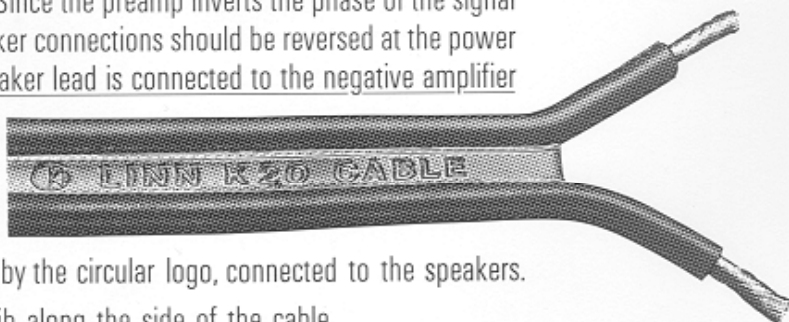 Since the preamp inverts the phase of the signal
ker connections should be reversed at the power
aker lead is connected to the negative amplifier
LINN K20 CABLE
by the circular logo, connected to the speakers.
ib along the side of the cable